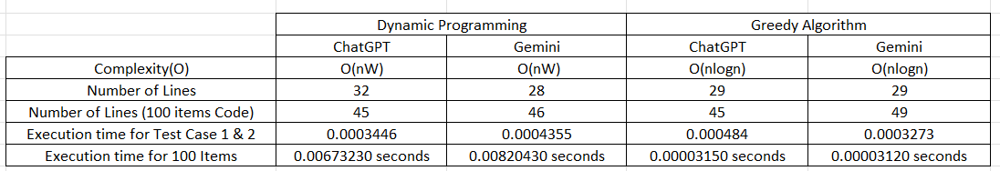 Dynamic Programming Greedy Algorithm
ChatGPT Gemini ChatGPT Gemini
Complexity(O) O(nW) O(nW) O(nlogn) O(nlogn)
Number of Lines 32 28 29 29
Number of Lines (100 items Code) 45 46 45 49
Execution time for Test Case 1 & 2 0.0003446 0.0004355 0.000484 0.0003273
Execution time for 100 Items 0.00673230 seconds 0.00820430 seconds 0.00003150 seconds 0.00003120 seconds